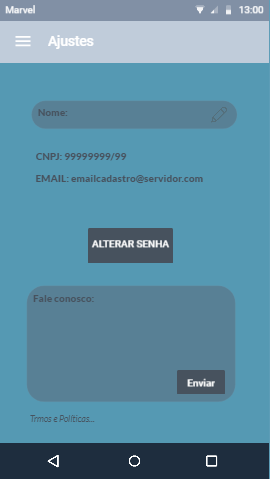 Marvel 13:00
Ajustes
Nome:
CNPJ: 99999999/99
EMAIL: emailcadastro@servidor.com
ALTERAR SENHA
Fale conosco:
Enviar
Trmos e Políticas...